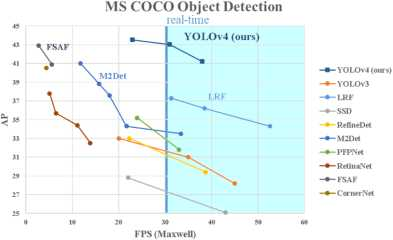 MS COCO Object Detection
real-time
45
43
41
39
37
35
33
31
29
27
25
AP
FSAF
YOLOv4 (ours)
M2Det
LRF
0 10 20 30 40 50 60
FPS (Maxwell)
YOLOv4 (ours)
YOLOv3
LRF
SSD
RefineDet
M2Det
PFPNet
RetinaNet
FSAF
CornerNet